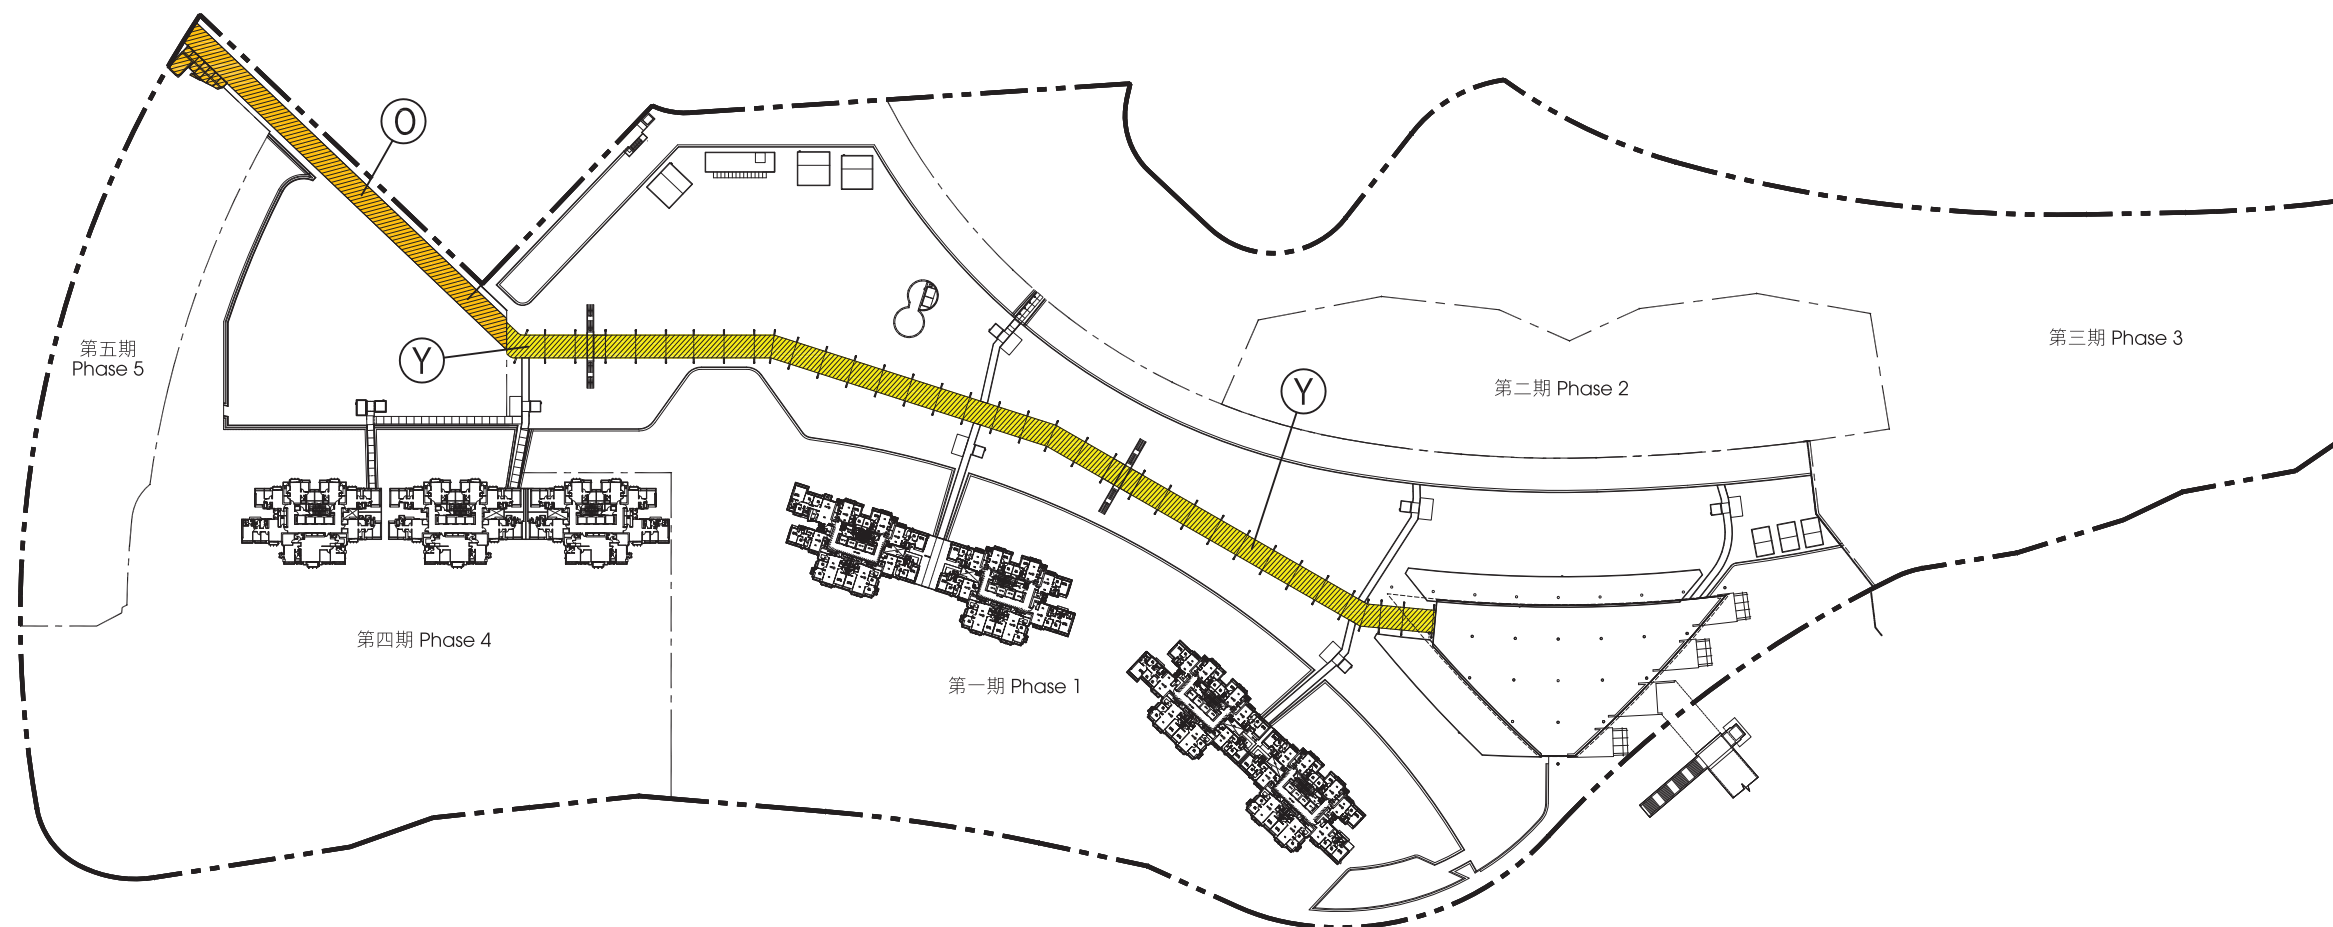 O
第五期
Phase 5
Y
Y
第三期 Phase 3
第二期 Phase 2
第四期 Phase 4
第一期 Phase 1